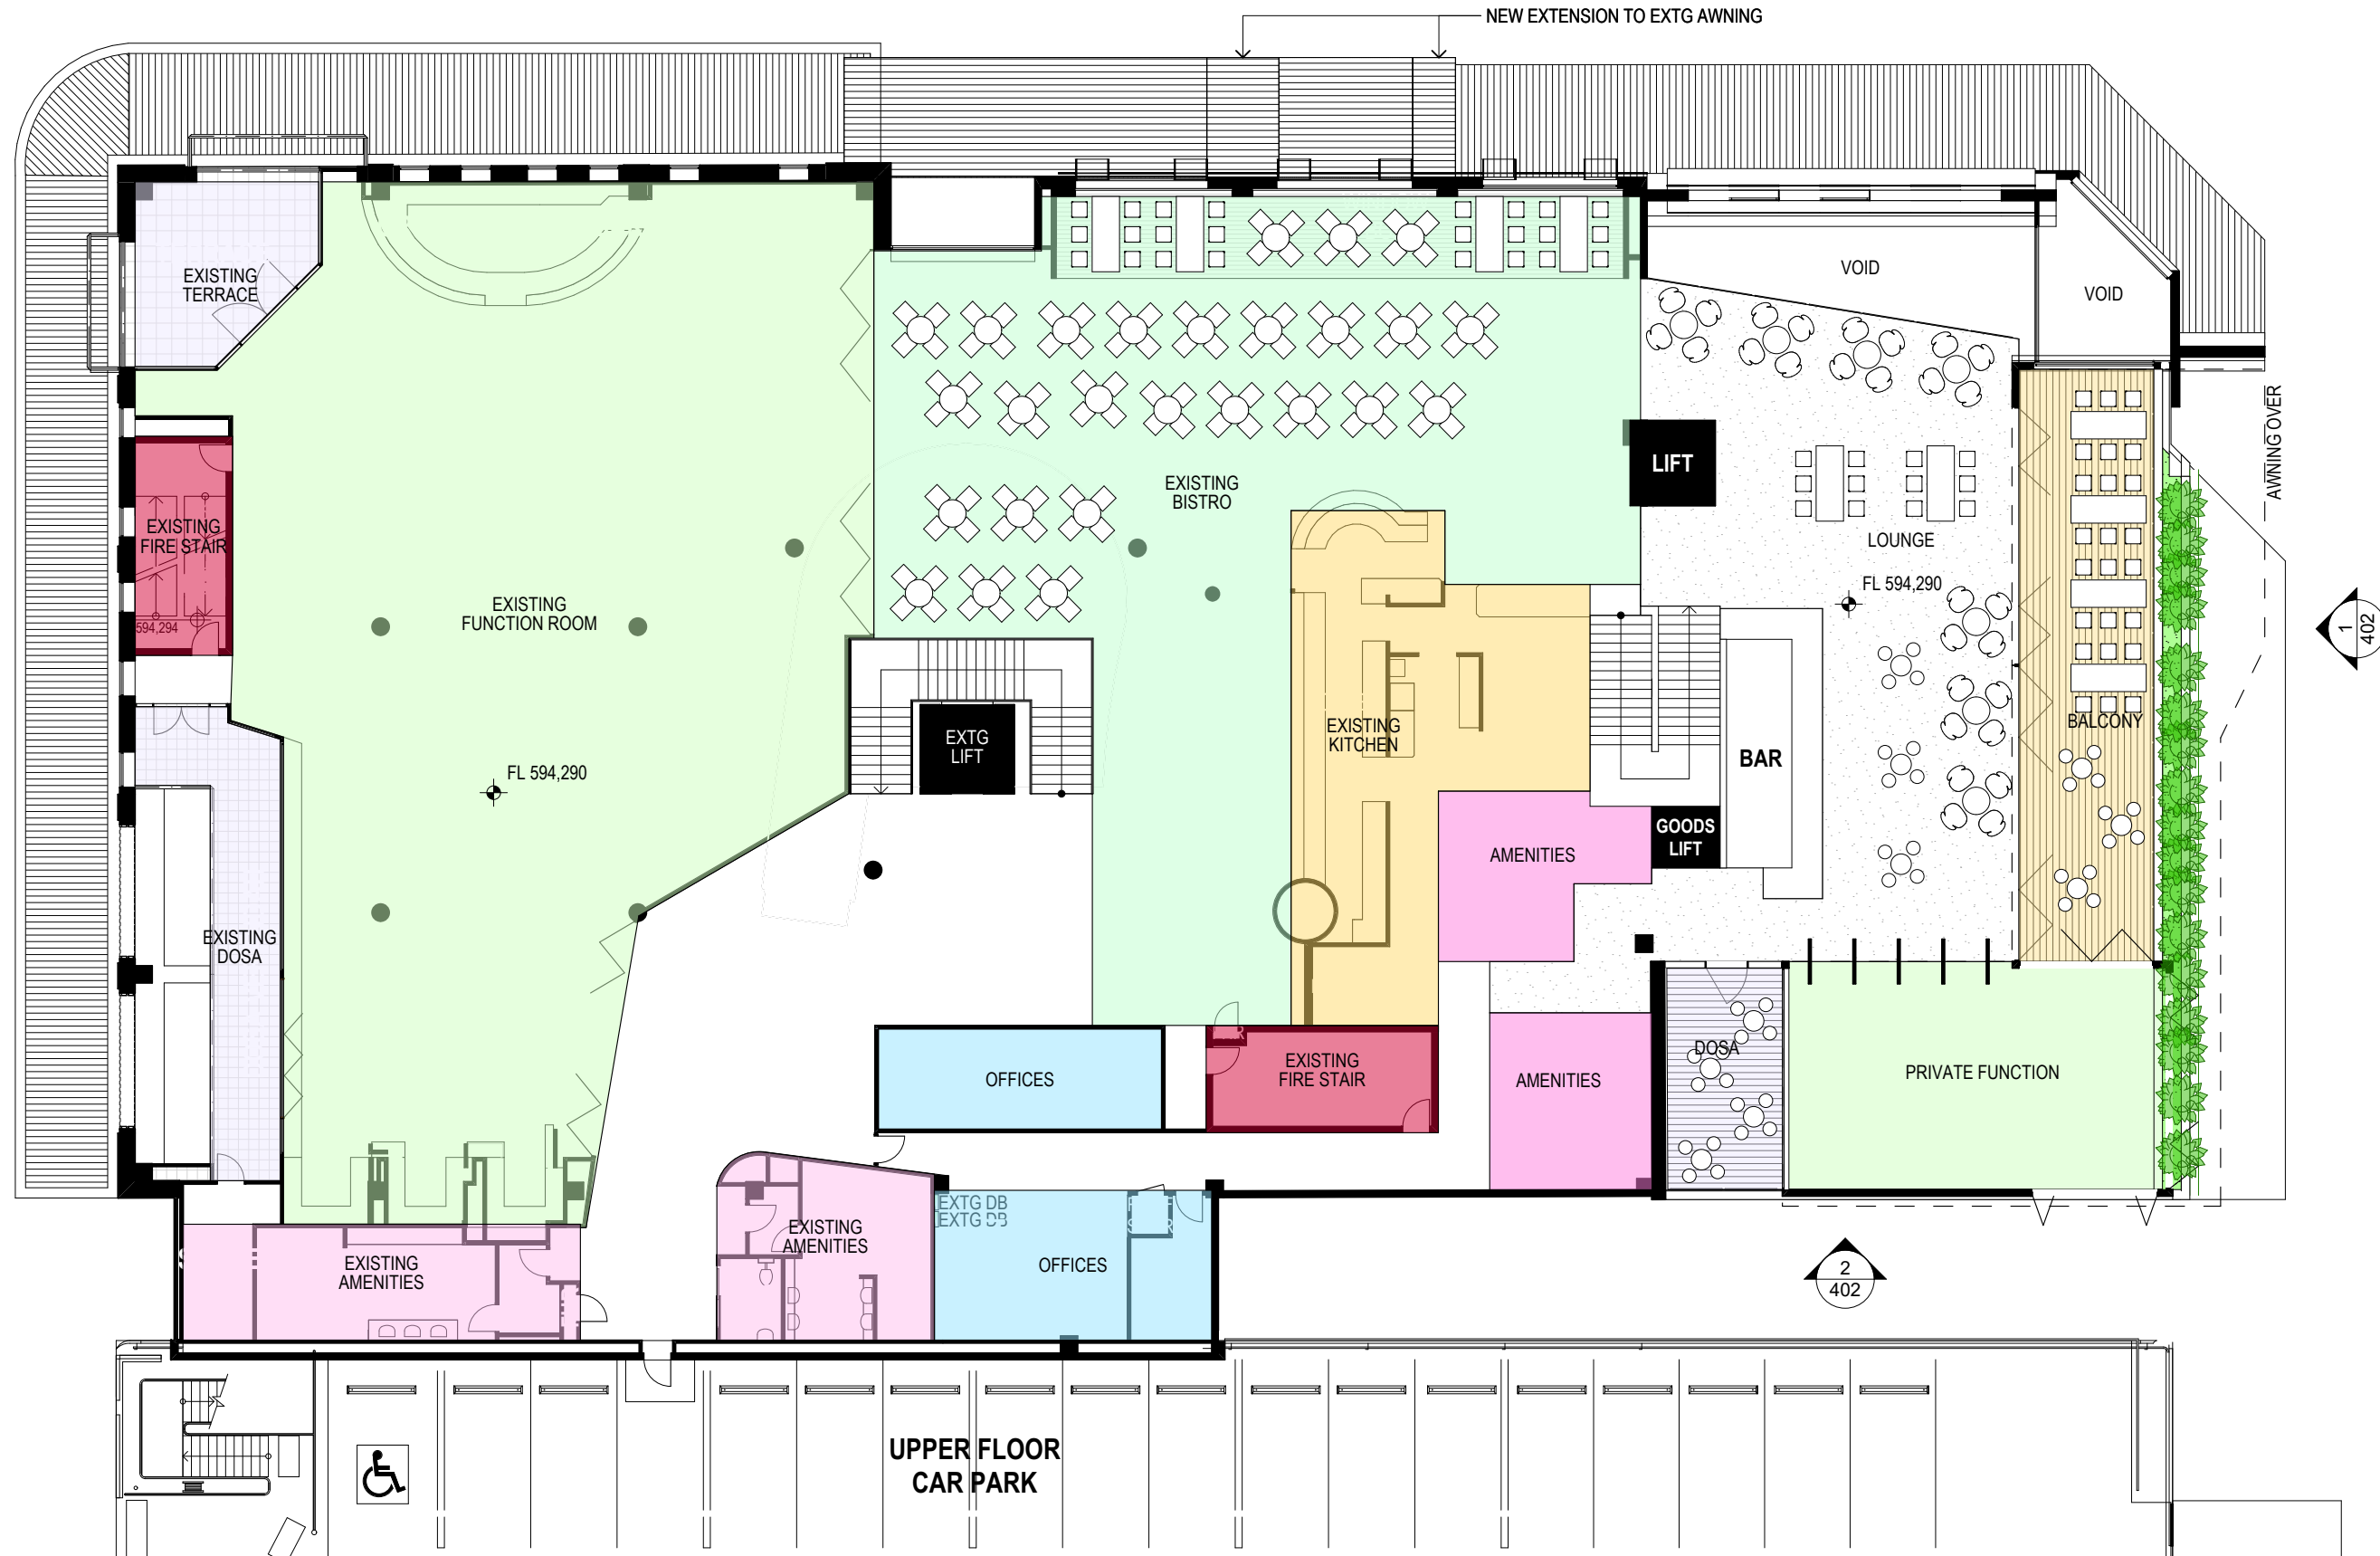 NEW EXTENSION TO EXTG AWNING
EXISTING
TERRACE
VOID
VOID
AWNING OVER
LIFT
EXISTING
BISTRO
EXISTING
FIRE STAIR
594,294
LOUNGE
FL 594,290
EXISTING
FUNCTION ROOM
1
402
BALCONY
EXISTING
KITCHEN
EXTG
LIFT
BAR
FL 594,290
GOODS
LIFT
AMENITIES
EXISTING
DOSA
OFFICES
EXISTING
FIRE STAIR
AMENITIES
DOSA
PRIVATE FUNCTION
EXTG DB
EXTG DB
EXISTING
AMENITIES
EXISTING
AMENITIES
OFFICES
2
402
UPPER FLOOR
CAR PARK